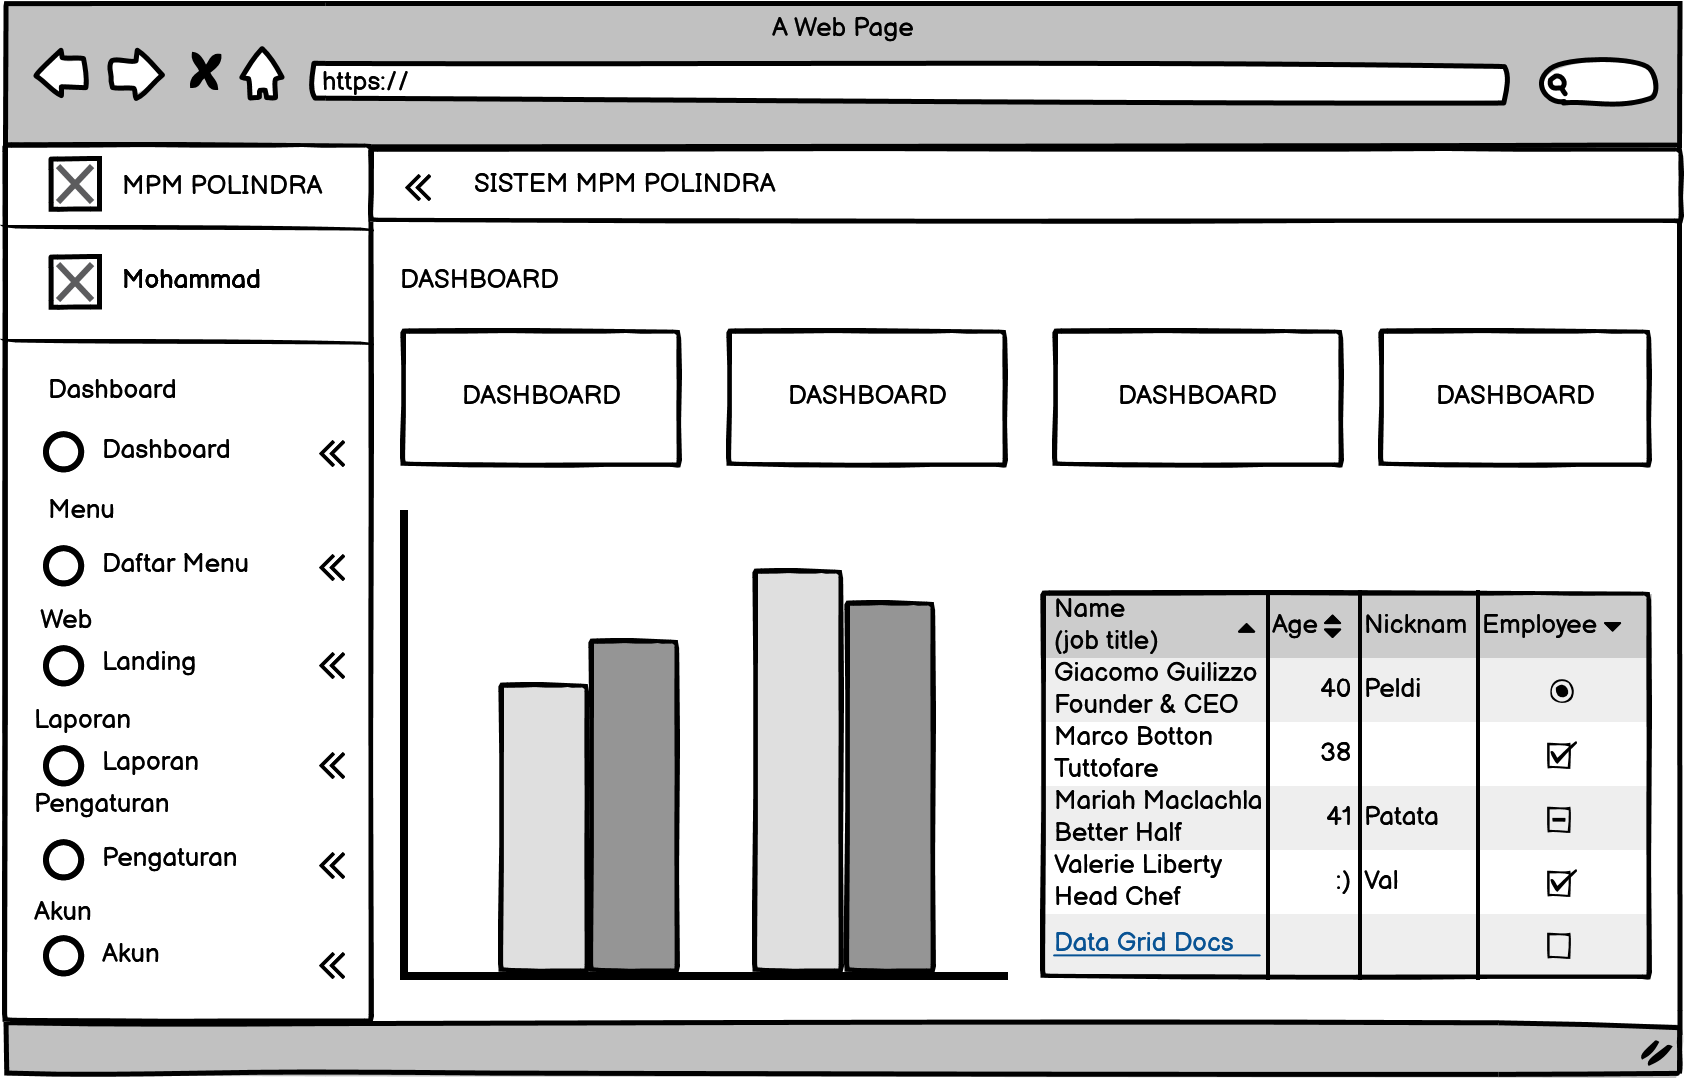 A Web Page
https://
MPM POLINDRA
SISTEM MPM POLINDRA
Mohammad
Dashboard
Dashboard
Menu
Daftar Menu
Web
Landing
Laporan
Laporan
Pengaturan
Pengaturan
Akun
Akun
DASHBOARD
DASHBOARD DASHBOARD DASHBOARD DASHBOARD
Name
(job title) Age Nicknam Employee
Giacomo Guilizzo
Founder & CEO 40 Peldi
Marco Botton
Tuttofare 38
Mariah Maclachla
Better Half 41 Patata
Valerie Liberty
Head Chef :) Val
Data Grid Docs